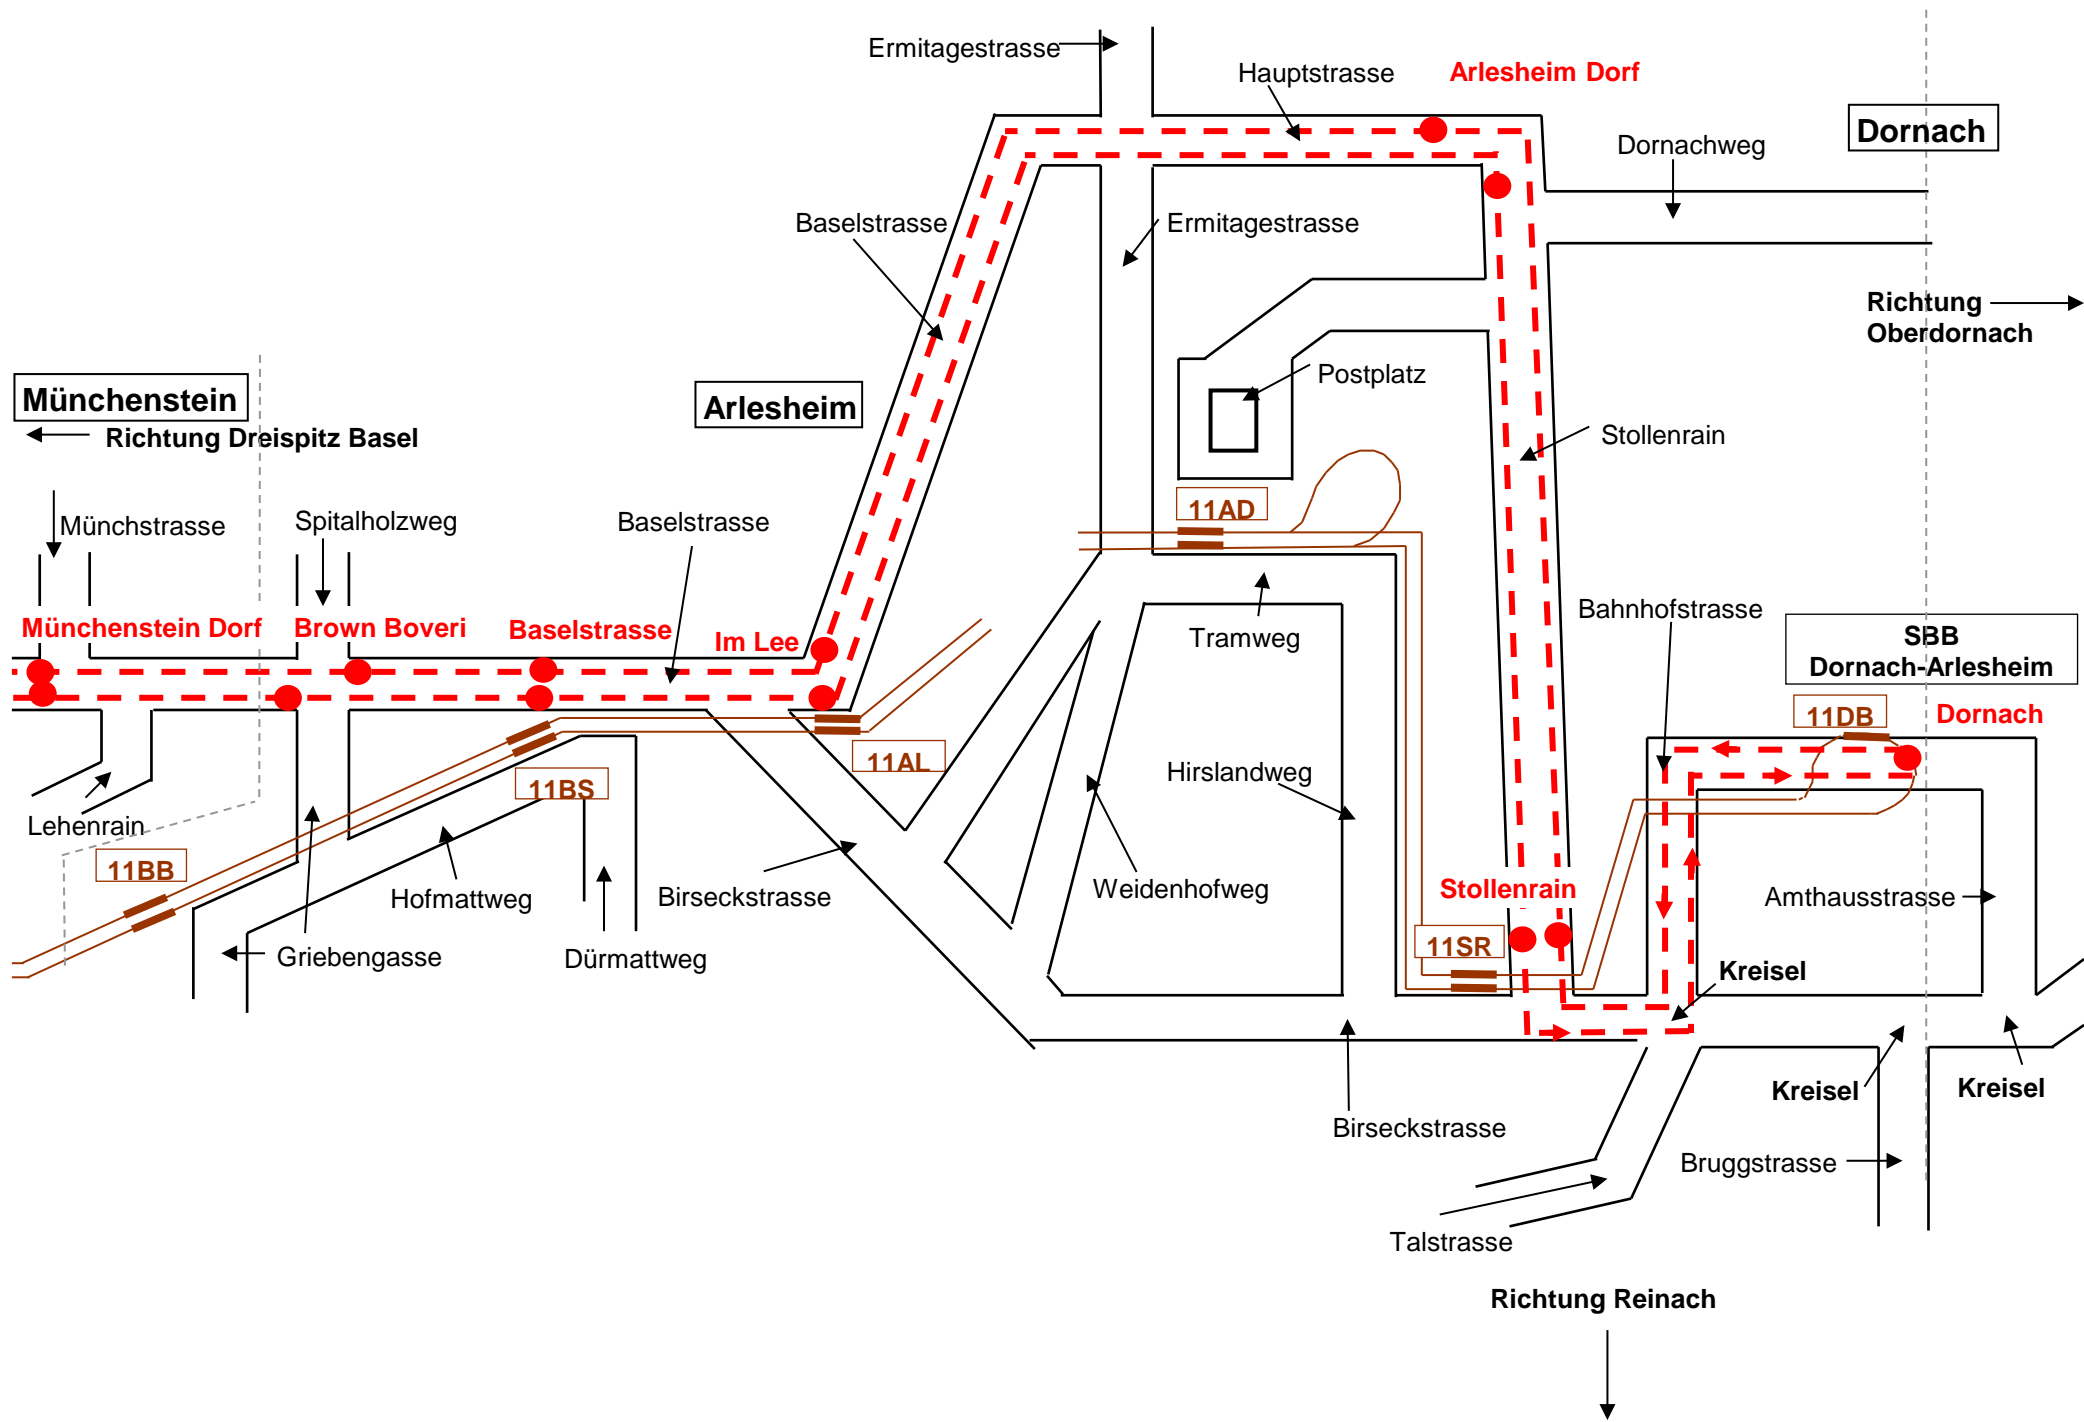 Ermitagestrasse
Hauptstrasse
Arlesheim Dorf
Dornach
Dornachweg
Baselstrasse
Ermitagestrasse
Richtung
Oberdornach
Postplatz
Münchenstein
Arlesheim
Richtung Dreispitz Basel
Stollenrain
Münchstrasse
Spitalholzweg
Baselstrasse
11AD
Bahnhofstrasse
Münchenstein Dorf
Brown Boveri
Baselstrasse
Im Lee
Tramweg
SBB
Dornach-Arlesheim
11DB
Dornach
11AL
Hirslandweg
11BS
Lehenrain
11BB
Hofmattweg
Birseckstrasse
Weidenhofweg
Stollenrain
Amthausstrasse
Griebengasse
Dürmattweg
11SR
Kreisel
Kreisel
Kreisel
Birseckstrasse
Bruggstrasse
Talstrasse
Richtung Reinach